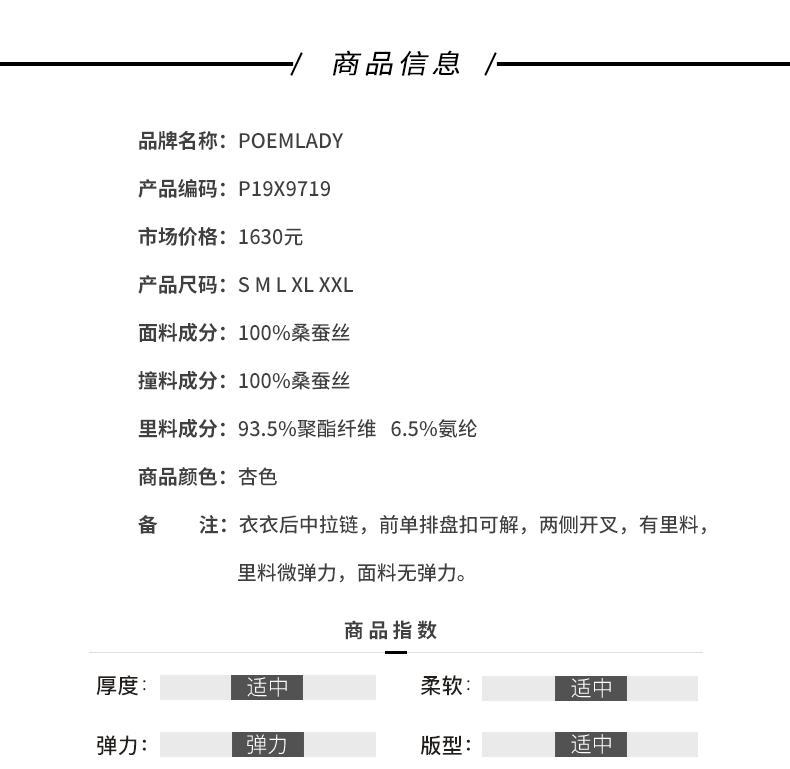 / 商品信息 /
品牌名称：POEMLADY
产品编码：P19X9719
市场价格：1630元
产品尺码：S M L XL XXL
面料成分：100%桑蚕丝
撞料成分：100%桑蚕丝
里料成分：93.5%聚酯纤维 6.5%氨纶
商品颜色：杏色
备 注：衣衣后中拉链，前单排盘扣可解，两侧开叉，有里料，
里料微弹力，面料无弹力。
商品指数
厚度： 适中 柔软： 适中
弹力： 弹力 版型： 适中